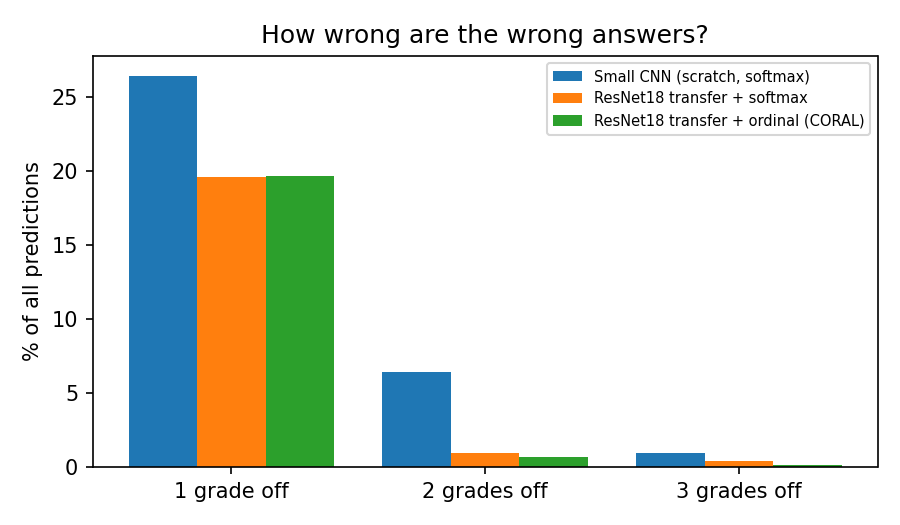 How wrong are the wrong answers?
Small CNN (scratch, softmax)
ResNet18 transfer + softmax
ResNet18 transfer + ordinal (CORAL)
% of all predictions
25
20
15
10
5
0
1 grade off
2 grades off
3 grades off